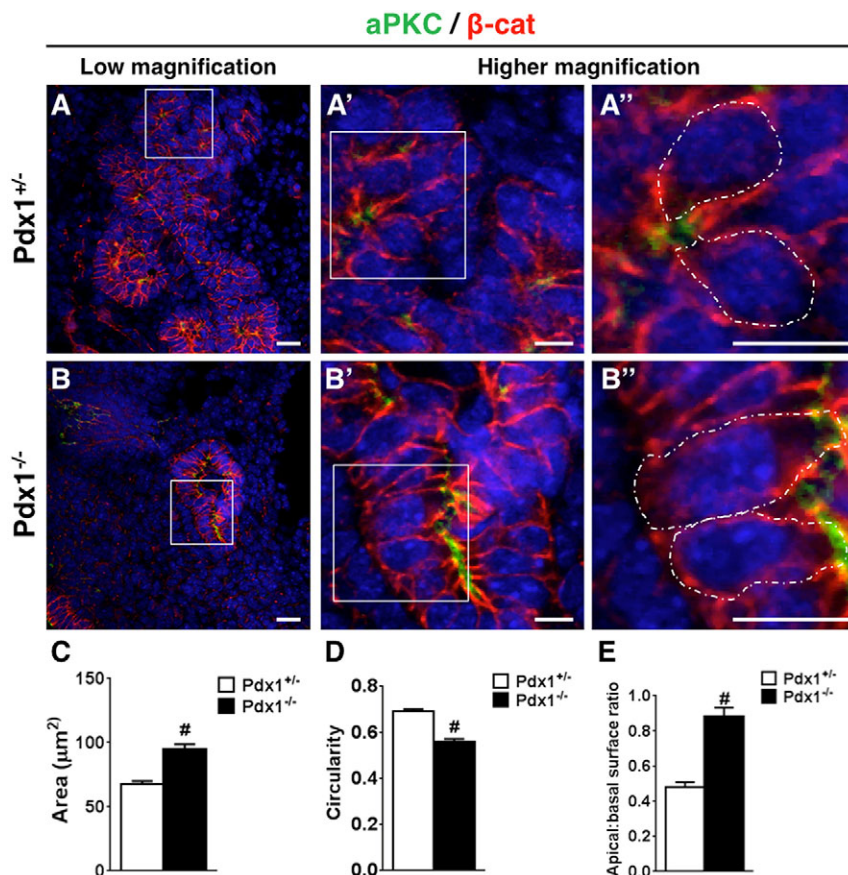 aPKC / β-cat
Low magnification
Higher magnification
A
A'
A''
Pdx1+/-
B
B'
B''
Pdx1-/-
C
150
100
50
0
Area (μm2)
#
Pdx1+/-
Pdx1-/-
D
0.8
0.6
0.4
0.2
0.0
Circularity
#
Pdx1+/-
Pdx1-/-
E
1.0
0.8
0.6
0.4
0.2
0.0
Apical:basal surface ratio
#
Pdx1+/-
Pdx1-/-